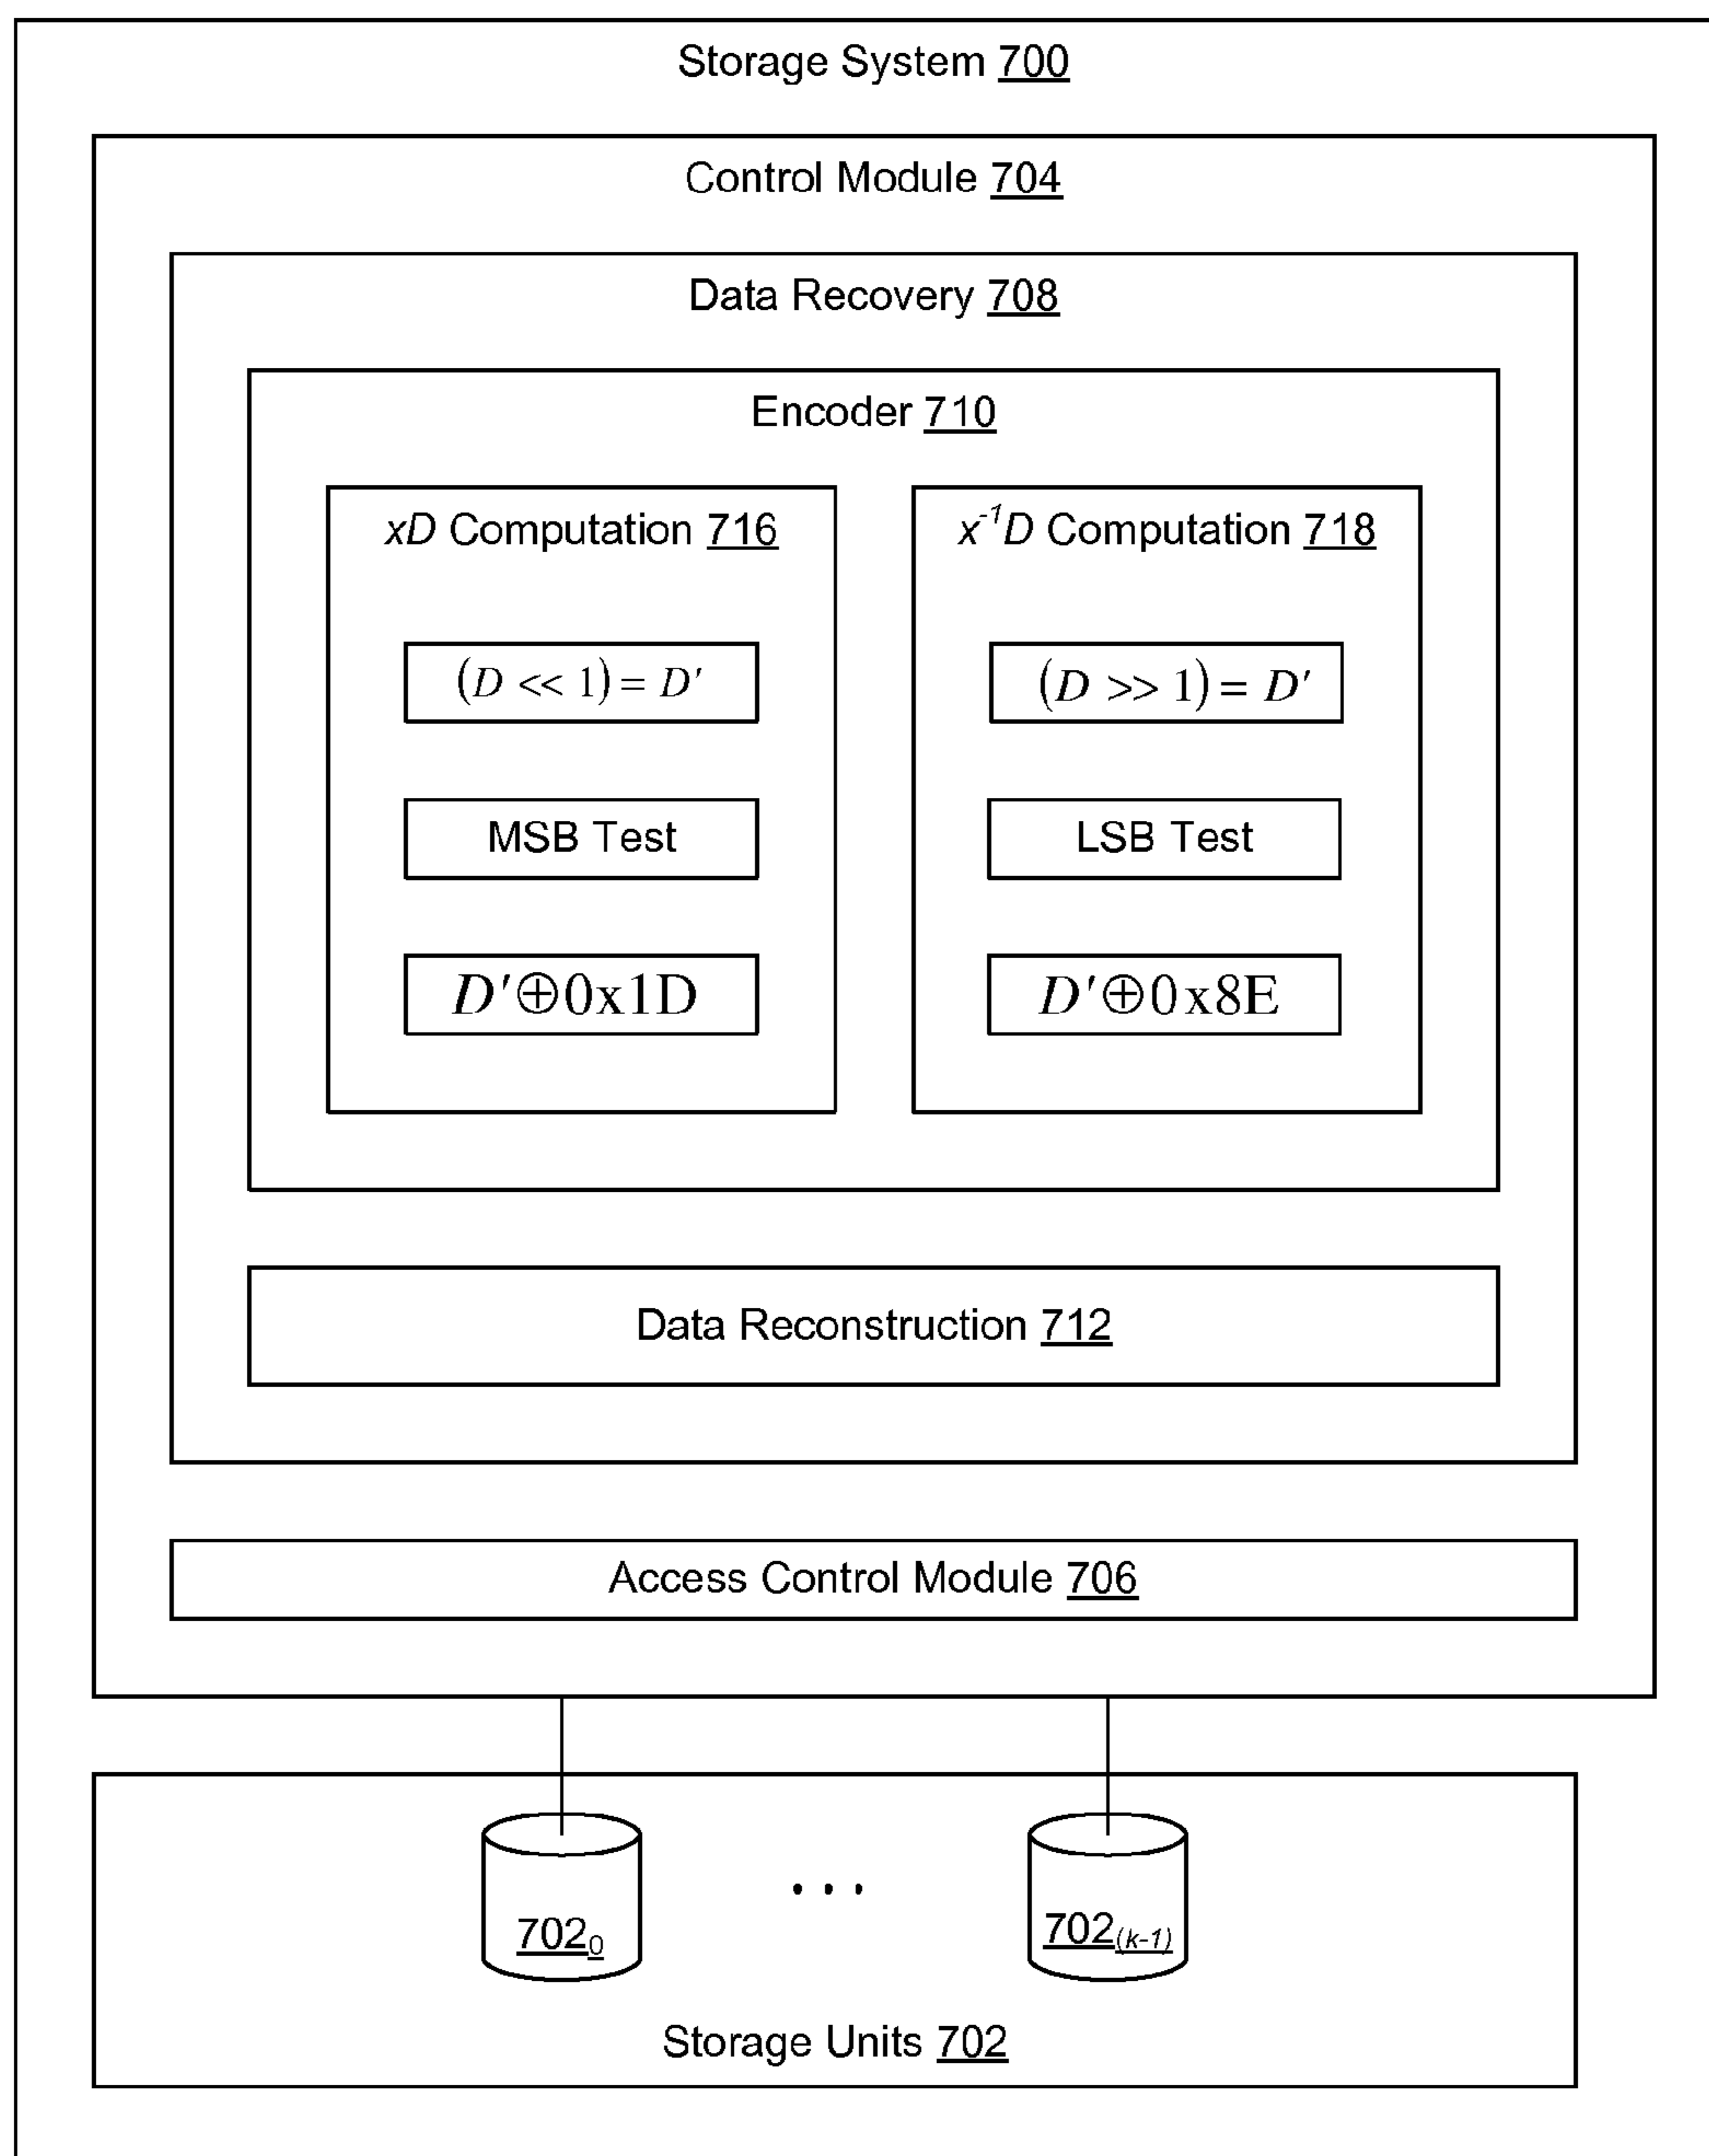 Storage System 700
Control Module 704
Data Recovery 708
Encoder 710
xD Computation 716
(D << 1) = D′
MSB Test
D′⊕0x1D
x⁻¹D Computation 718
(D >> 1) = D′
LSB Test
D′⊕0x8E
Data Reconstruction 712
Access Control Module 706
702₀
...
702₍ₖ₋₁₎
Storage Units 702